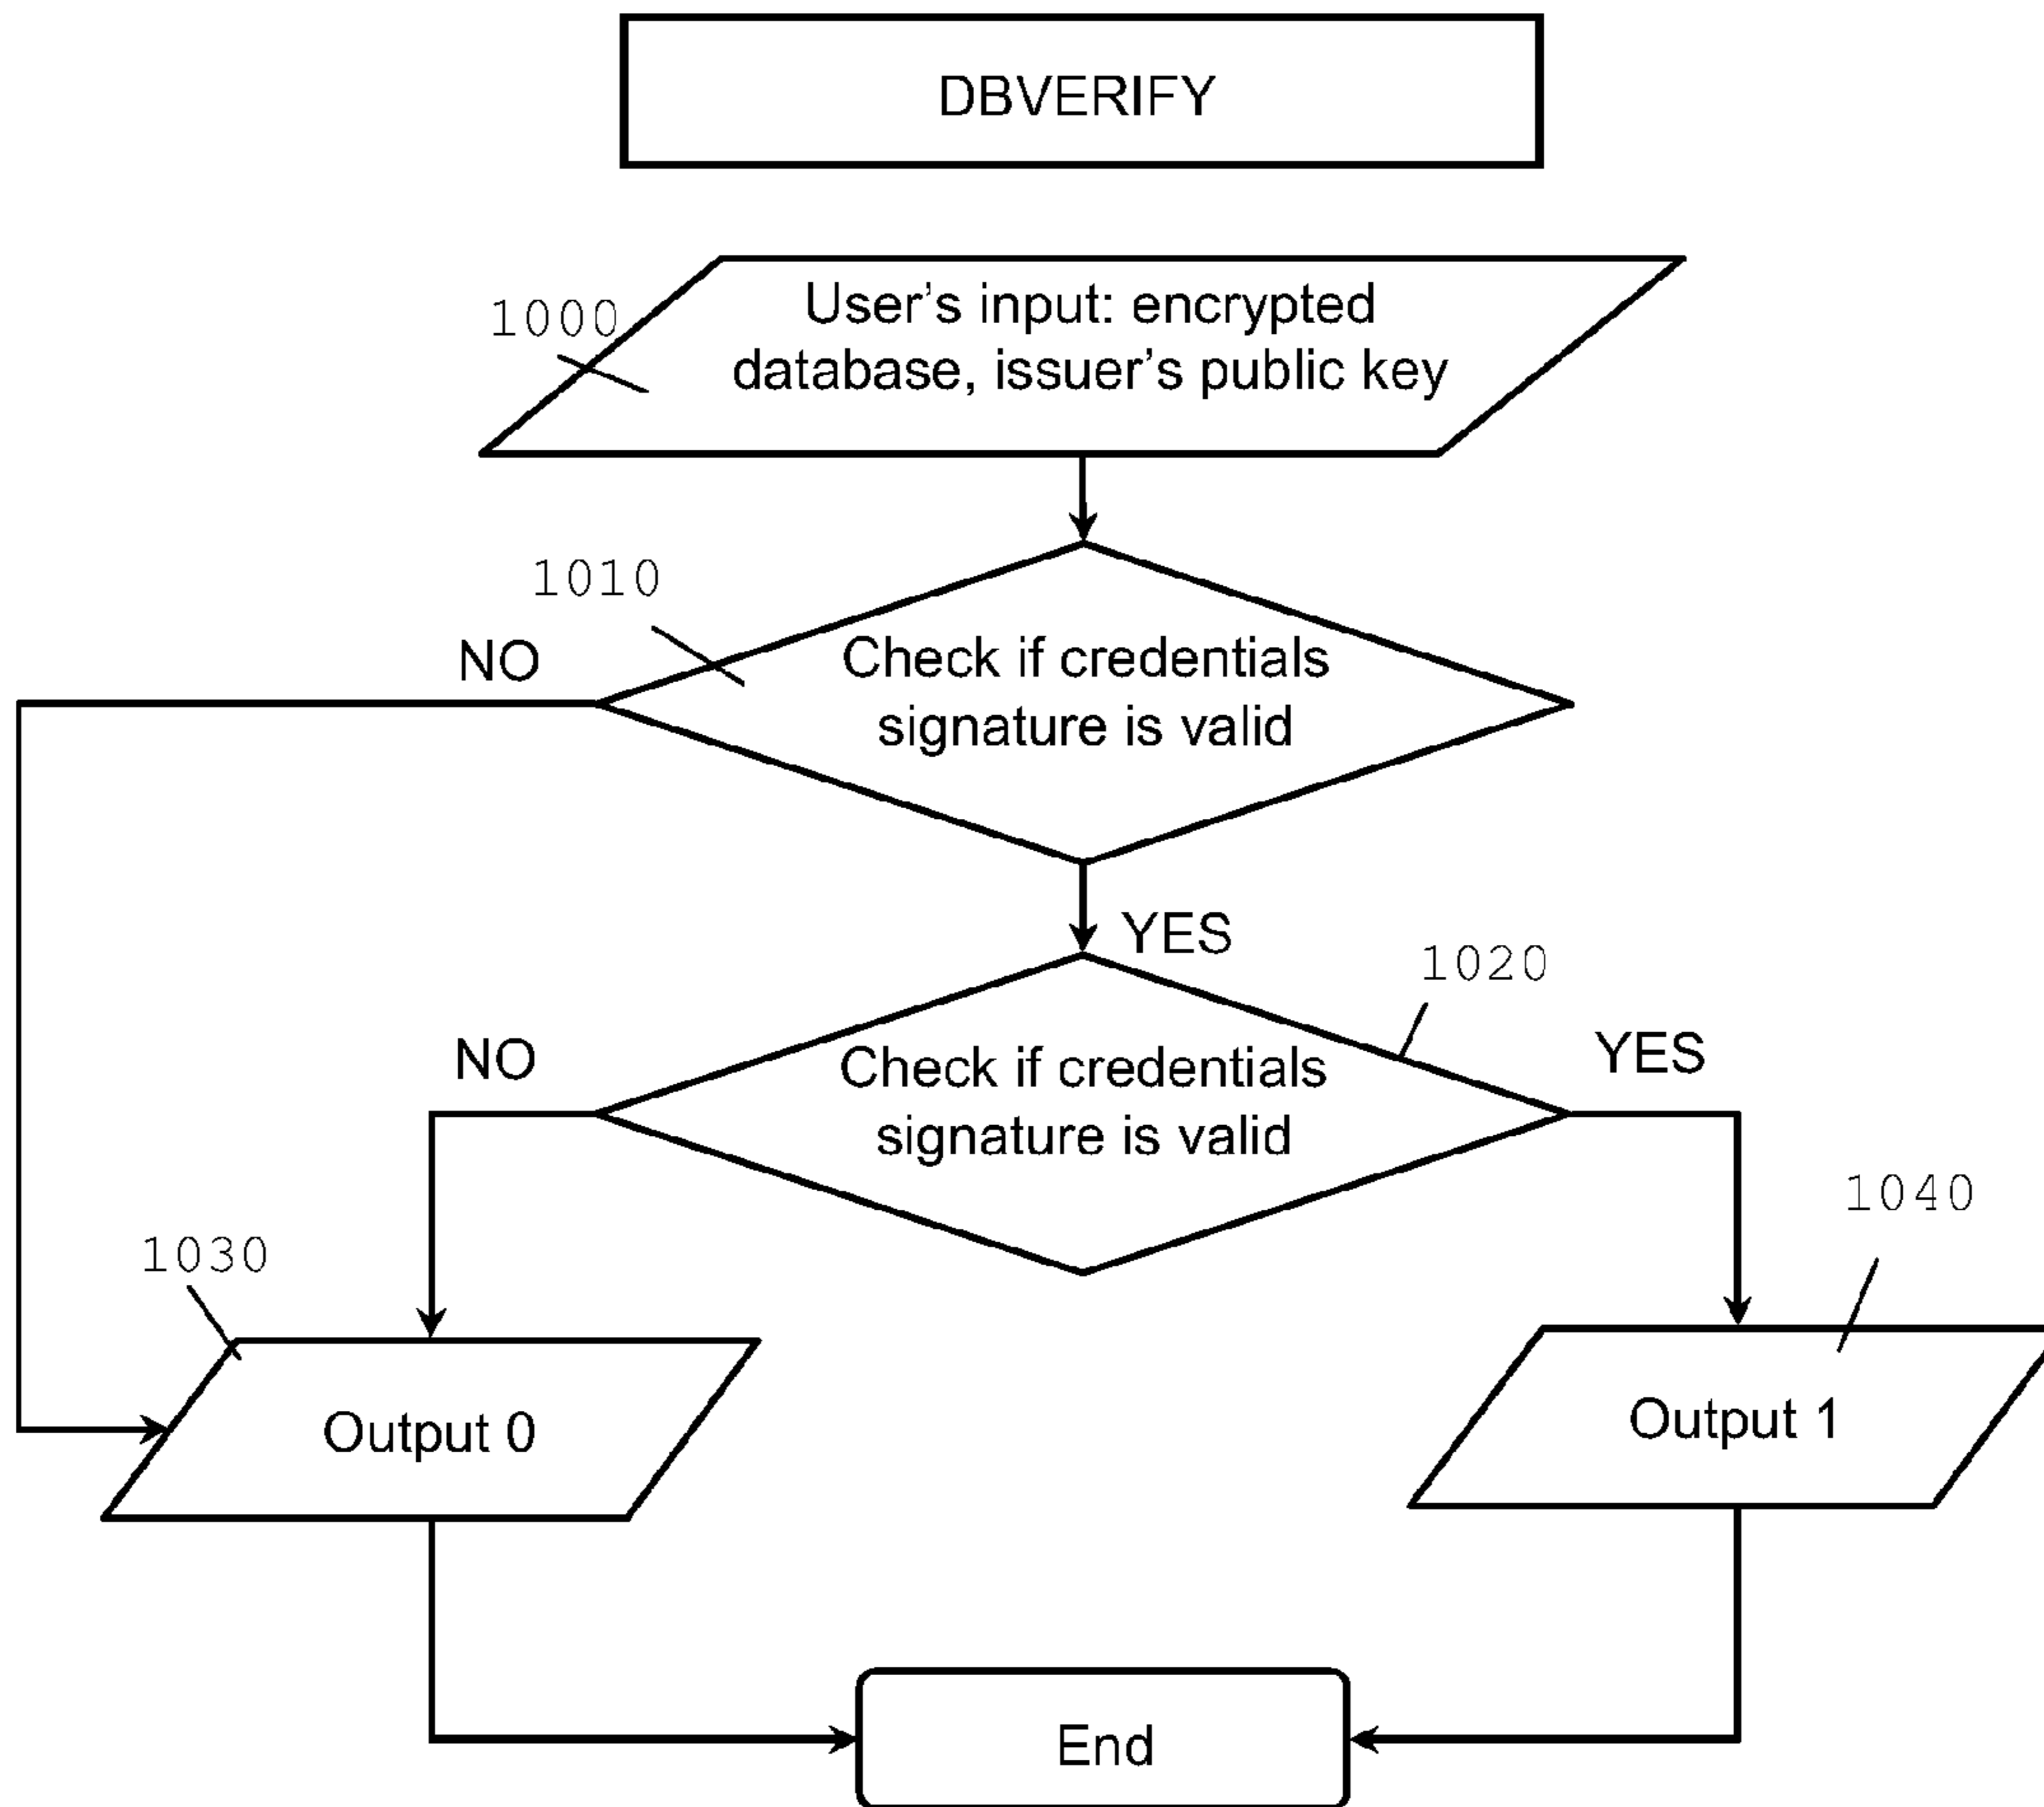 DBVERIFY
1000
User's input: encrypted
database, issuer's public key
1010
NO
Check if credentials
signature is valid
YES
1020
NO
Check if credentials
signature is valid
YES
1040
1030
Output 0
Output 1
End